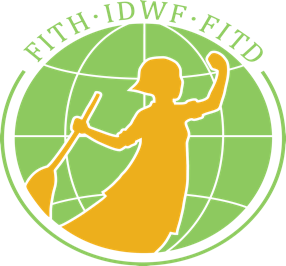 FITH · IDWF · FITD